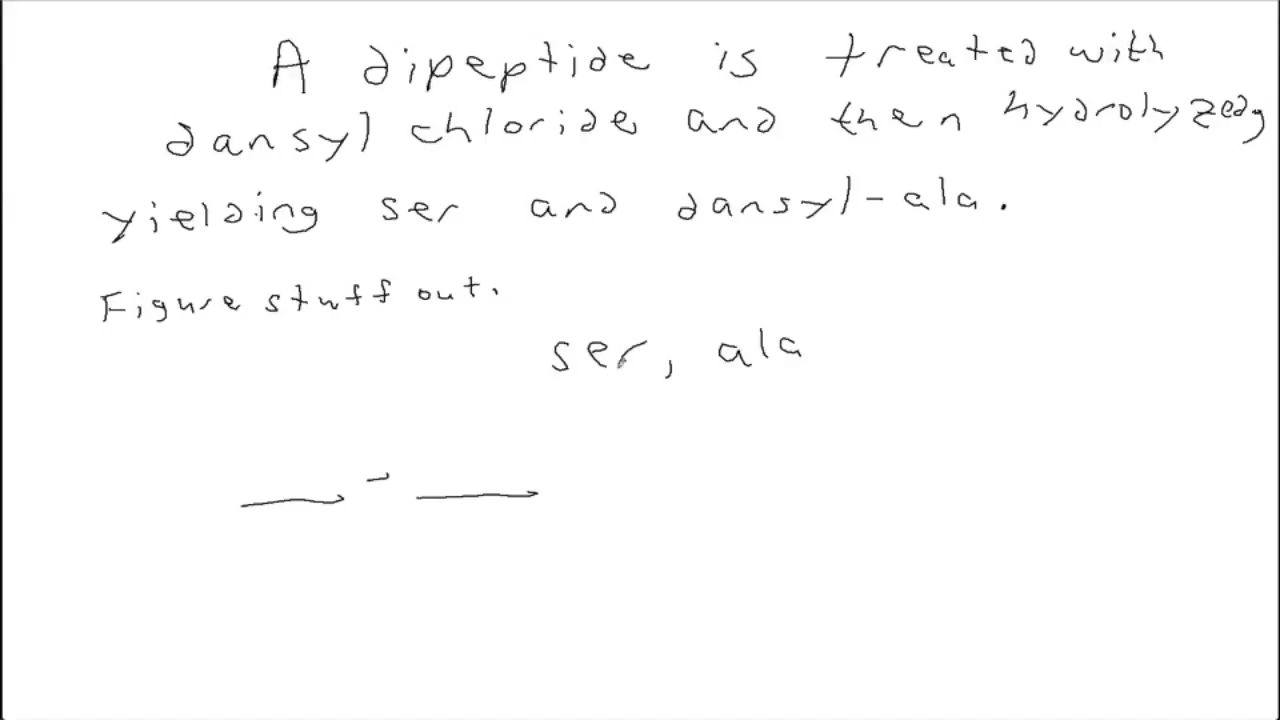 A dipeptide is treated with
dansyl chloride and then hydrolyzed,
yielding ser and dansyl-ala.
Figure stuff out.
ser, ala
_ - _